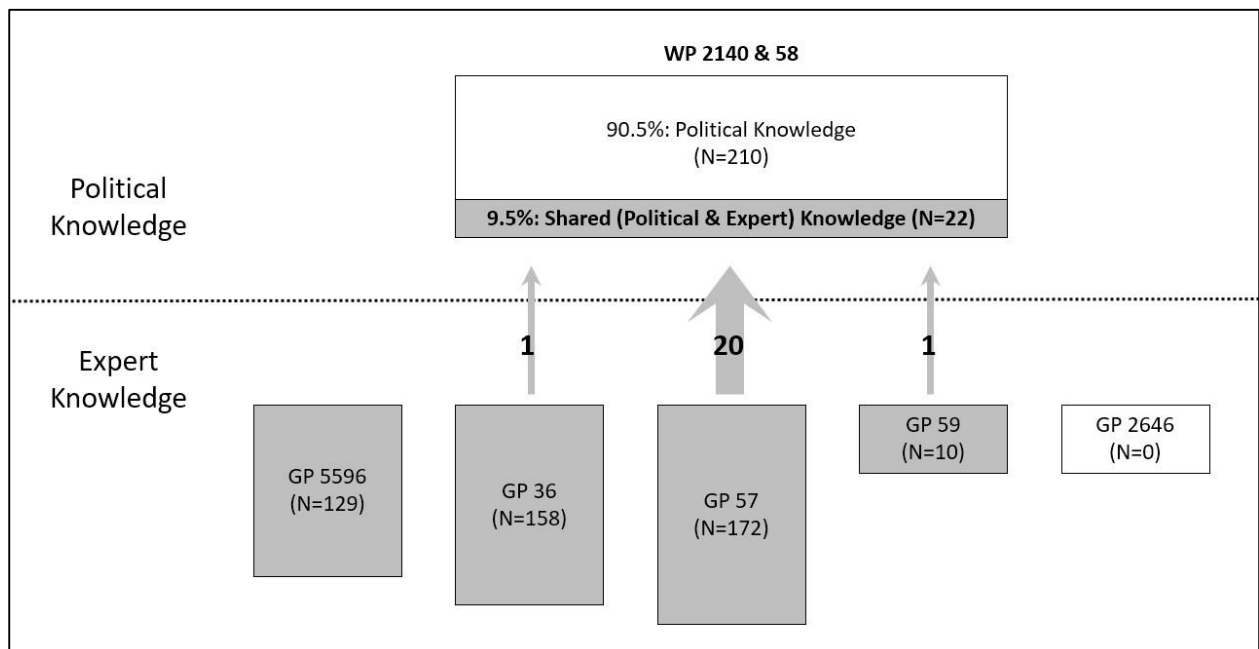 WP 2140 & 58
90.5%: Political Knowledge
(N=210)
Political
Knowledge
9.5%: Shared (Political & Expert) Knowledge (N=22)
1
20
1
Expert
Knowledge
GP 5596
(N=129)
GP 36
(N=158)
GP 57
(N=172)
GP 59
(N=10)
GP 2646
(N=0)